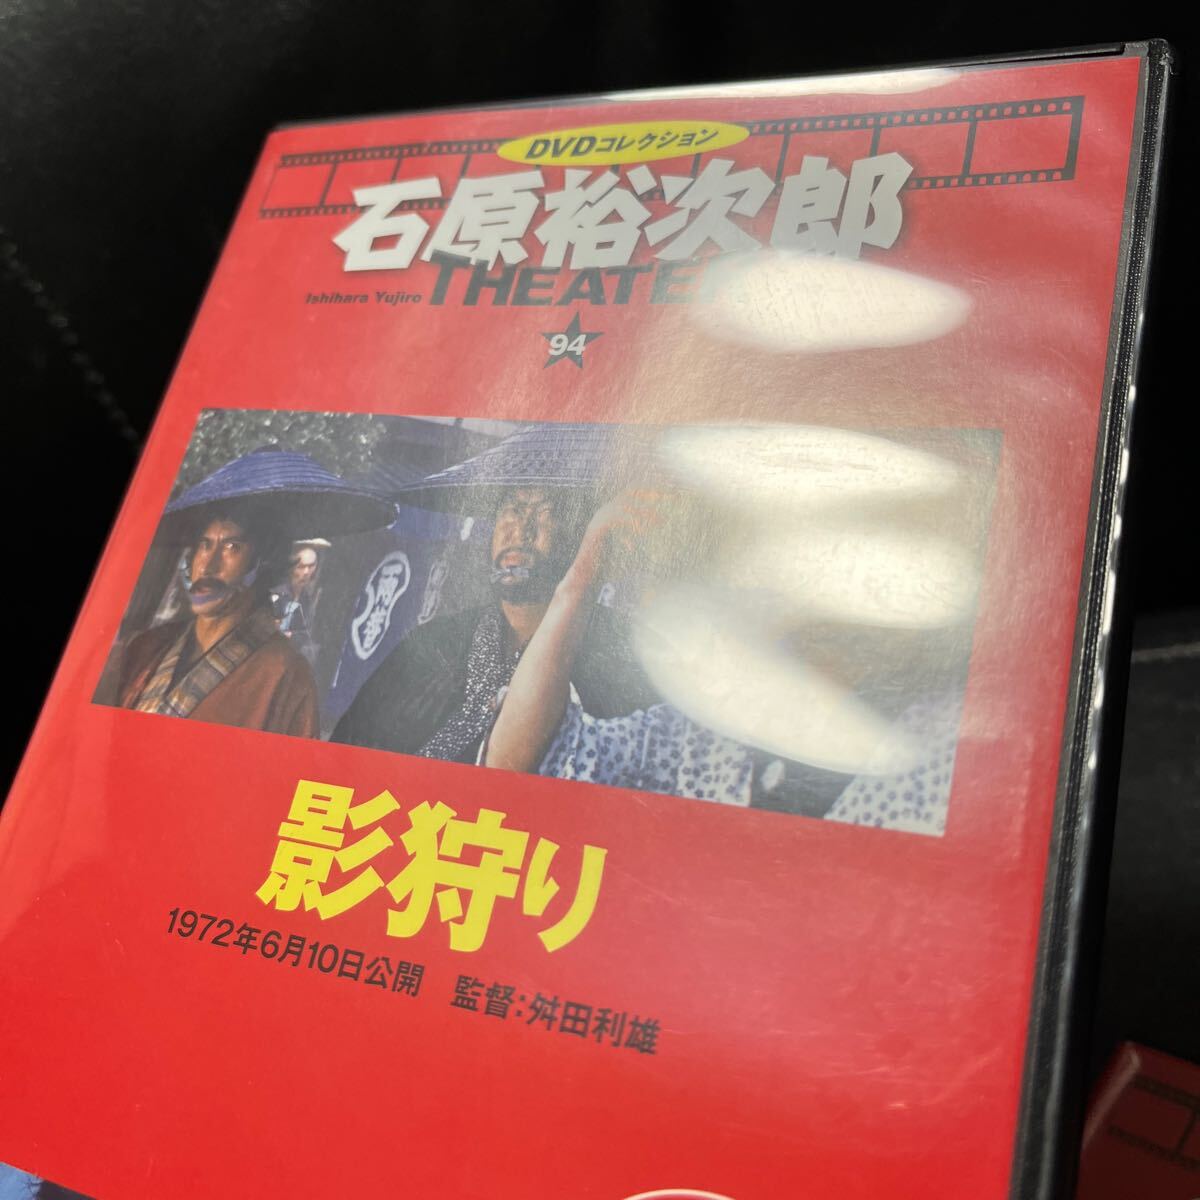 DVDコレクション
石原裕次郎
Ishihara Yujiro THEATER
94
影狩り
1972年6月10日公開 監督:舛田利雄